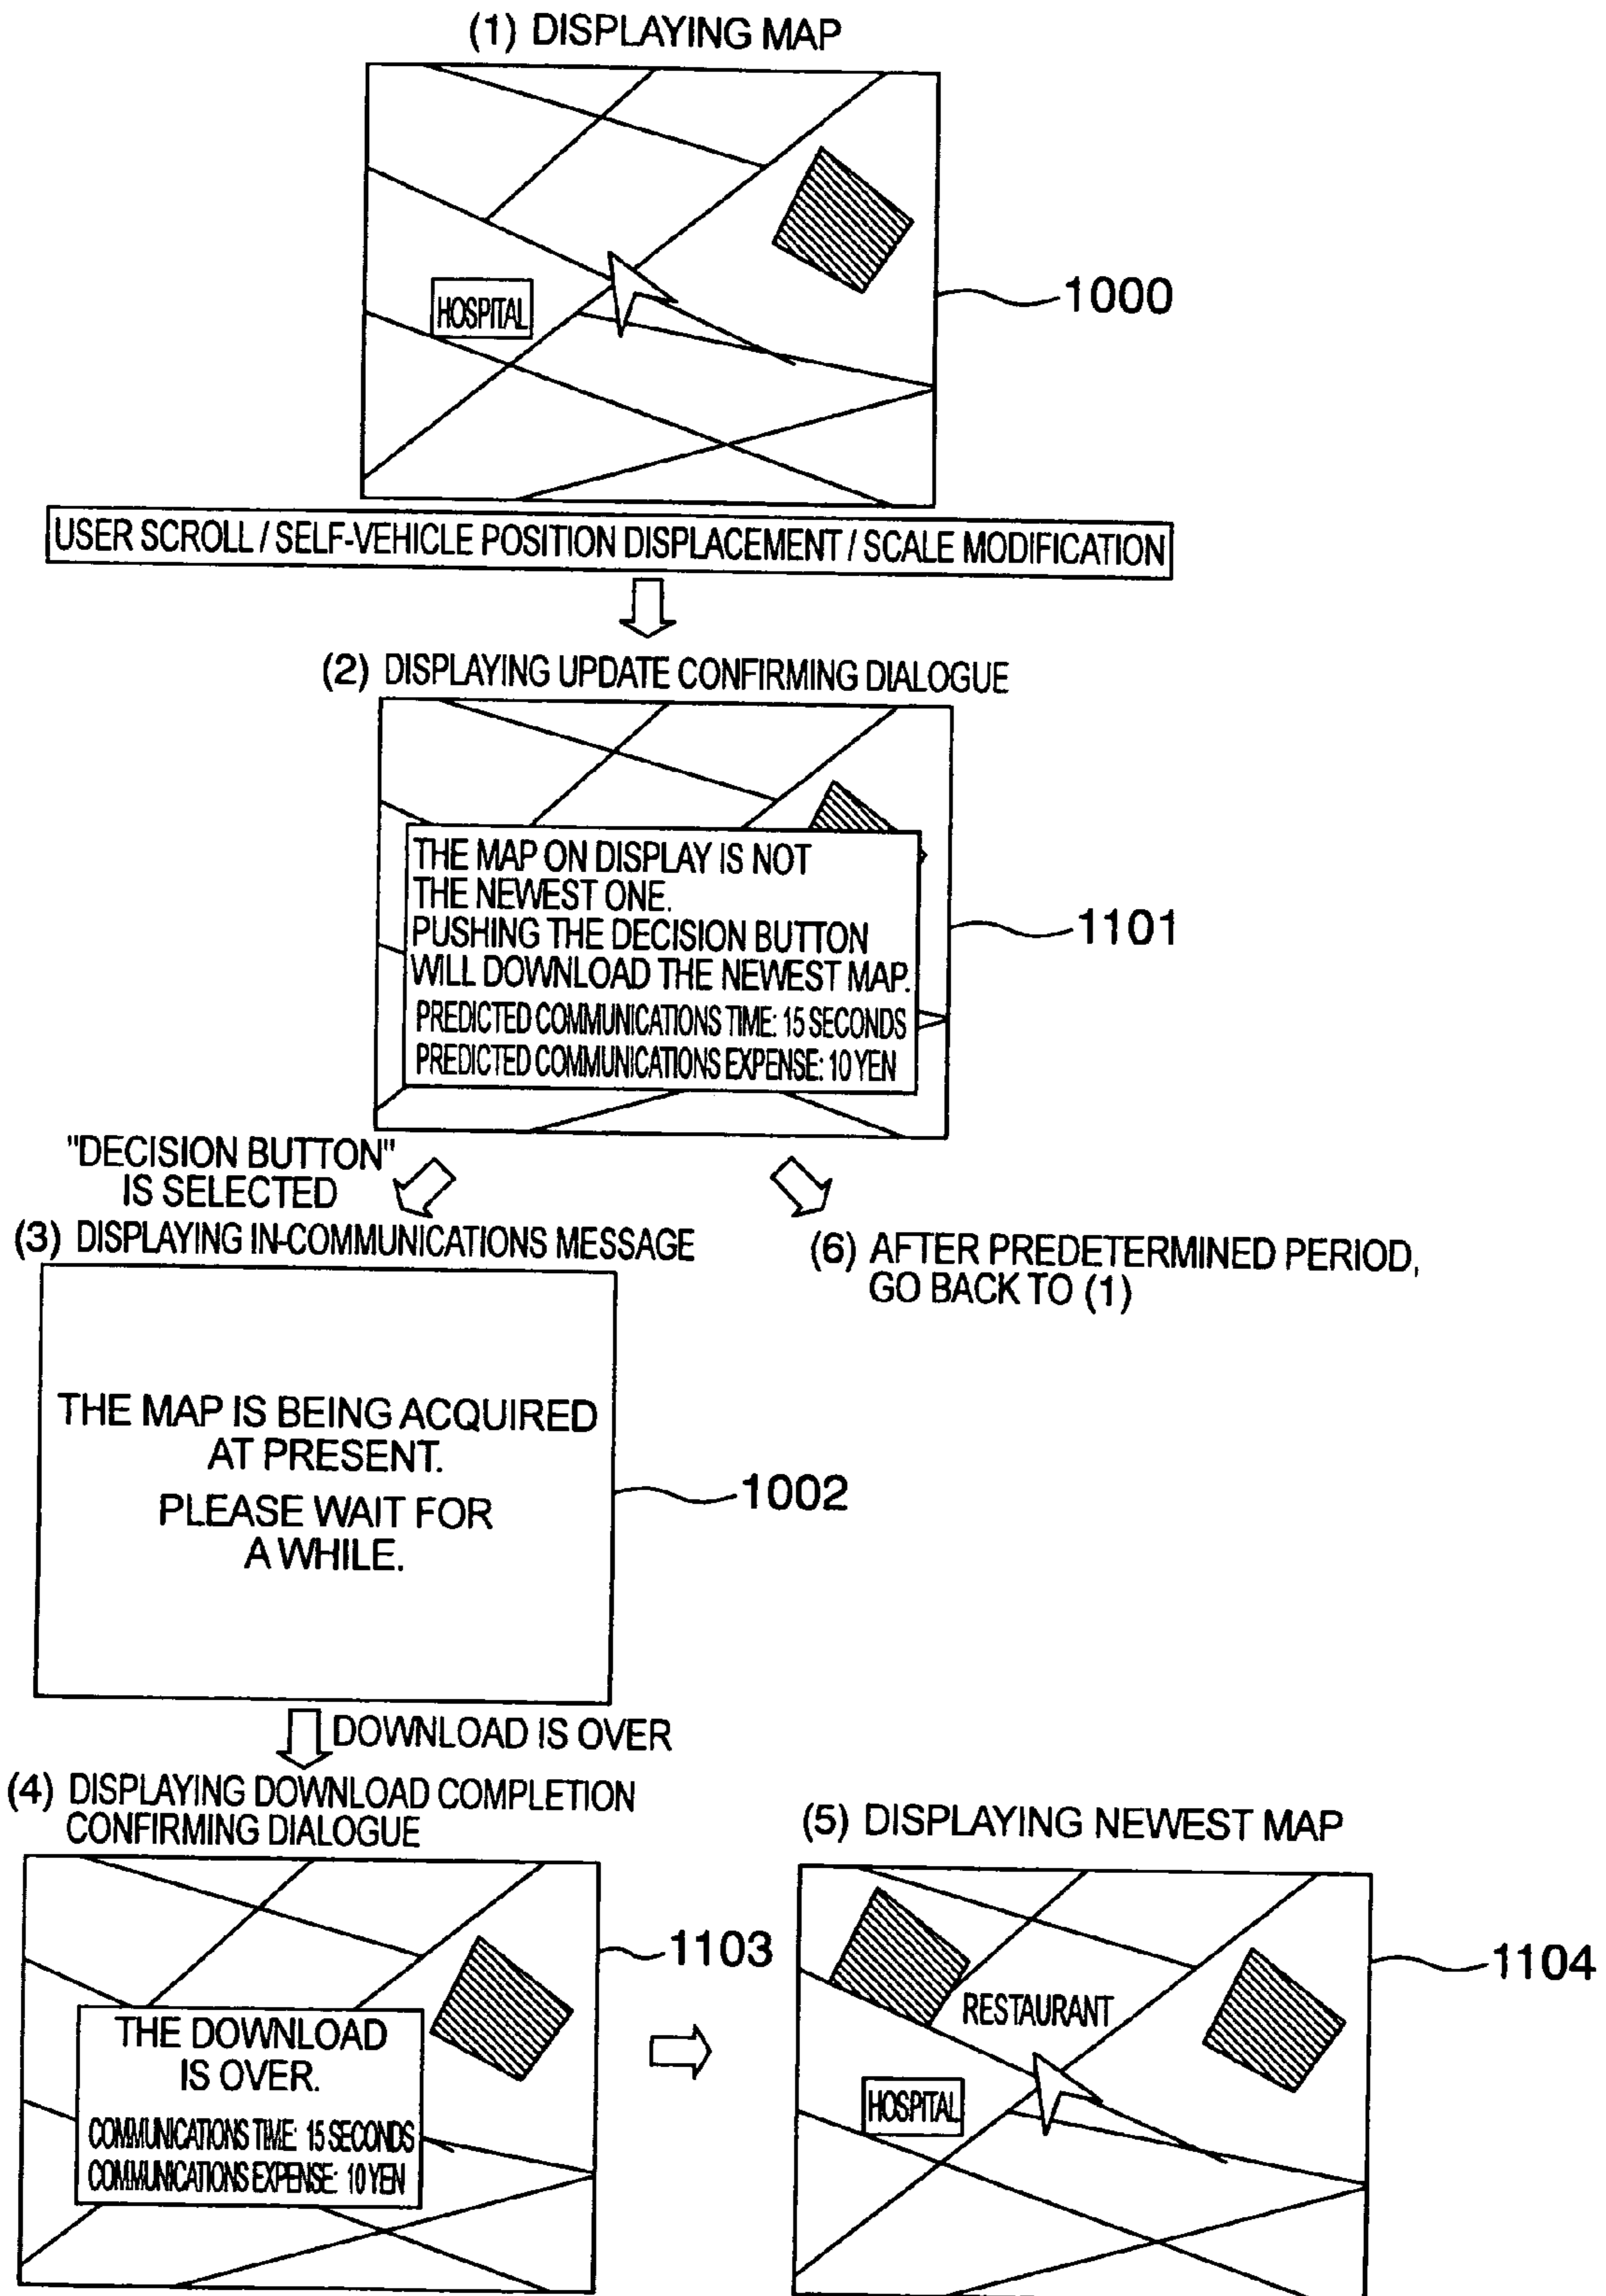 (1) DISPLAYING MAP
HOSPITAL
1000
USER SCROLL / SELF-VEHICLE POSITION DISPLACEMENT / SCALE MODIFICATION
(2) DISPLAYING UPDATE CONFIRMING DIALOGUE
THE MAP ON DISPLAY IS NOT
THE NEWEST ONE.
PUSHING THE DECISION BUTTON
WILL DOWNLOAD THE NEWEST MAP.
PREDICTED COMMUNICATIONS TIME: 15 SECONDS
PREDICTED COMMUNICATIONS EXPENSE: 10 YEN
1101
"DECISION BUTTON"
IS SELECTED
(3) DISPLAYING IN-COMMUNICATIONS MESSAGE
THE MAP IS BEING ACQUIRED
AT PRESENT.
PLEASE WAIT FOR
A WHILE.
1002
(6) AFTER PREDETERMINED PERIOD,
GO BACK TO (1)
DOWNLOAD IS OVER
(4) DISPLAYING DOWNLOAD COMPLETION
CONFIRMING DIALOGUE
THE DOWNLOAD
IS OVER.
COMMUNICATIONS TIME: 15 SECONDS
COMMUNICATIONS EXPENSE: 10 YEN
1103
(5) DISPLAYING NEWEST MAP
RESTAURANT
HOSPITAL
1104